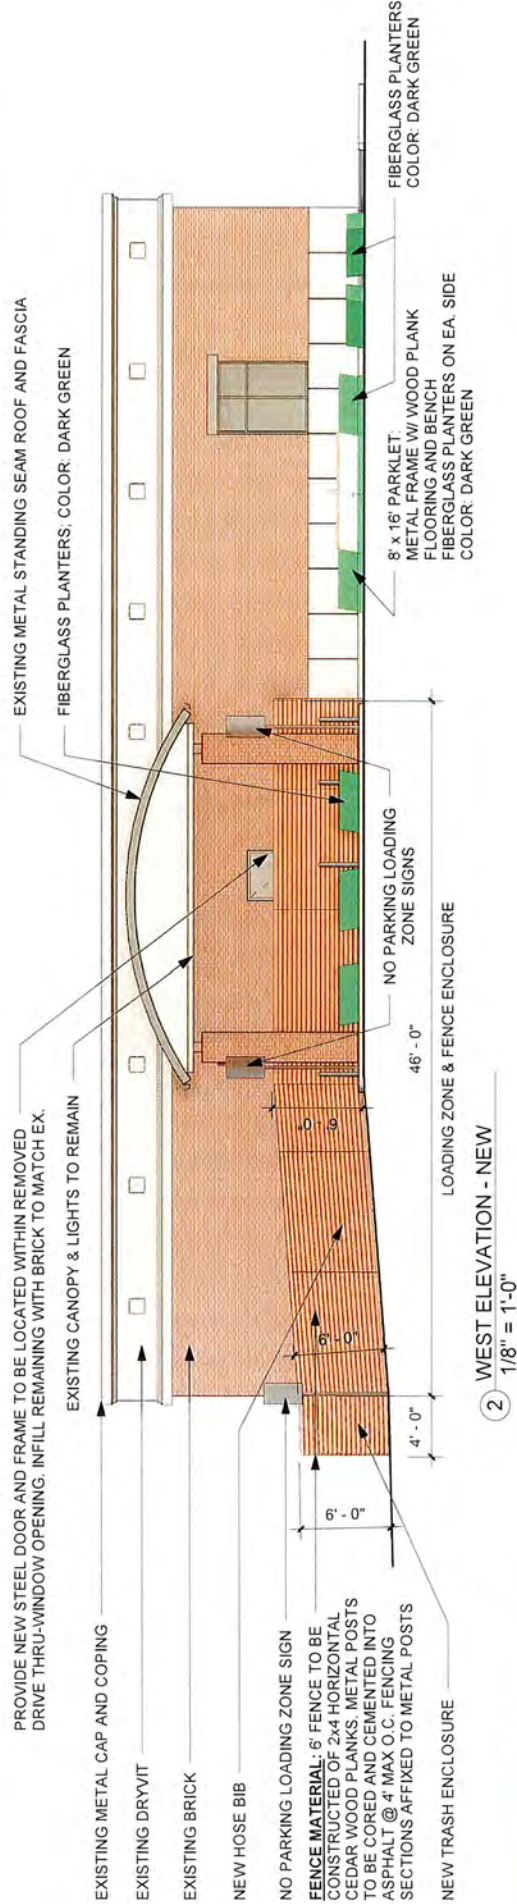 PROVIDE NEW STEEL DOOR AND FRAME TO BE LOCATED WITHIN REMOVED
DRIVE THRU-WINDOW OPENING. INFILL REMAINING WITH BRICK TO MATCH EX.
EXISTING CANOPY & LIGHTS TO REMAIN
EXISTING METAL STANDING SEAM ROOF AND FASCIA
FIBERGLASS PLANTERS; COLOR: DARK GREEN
EXISTING METAL CAP AND COPING
EXISTING DRYVIT
EXISTING BRICK
NEW HOSE BIB
NO PARKING LOADING ZONE SIGN
FENCE MATERIAL: 6' FENCE TO BE
CONSTRUCTED OF 2x4 HORIZONTAL
CEDAR WOOD PLANKS. METAL POSTS
TO BE CORED AND CEMENTED INTO
ASPHALT @ 4' MAX O.C. FENCING
SECTIONS AFFIXED TO METAL POSTS
NEW TRASH ENCLOSURE
6' - 0"
4' - 0"
6' - 0"
6' - 0"
46' - 0"
LOADING ZONE & FENCE ENCLOSURE
NO PARKING LOADING
ZONE SIGNS
8' x 16' PARKLET:
METAL FRAME W/ WOOD PLANK
FLOORING AND BENCH
FIBERGLASS PLANTERS ON EA. SIDE
COLOR: DARK GREEN
FIBERGLASS PLANTERS
COLOR: DARK GREEN
2 WEST ELEVATION - NEW
1/8" = 1'-0"